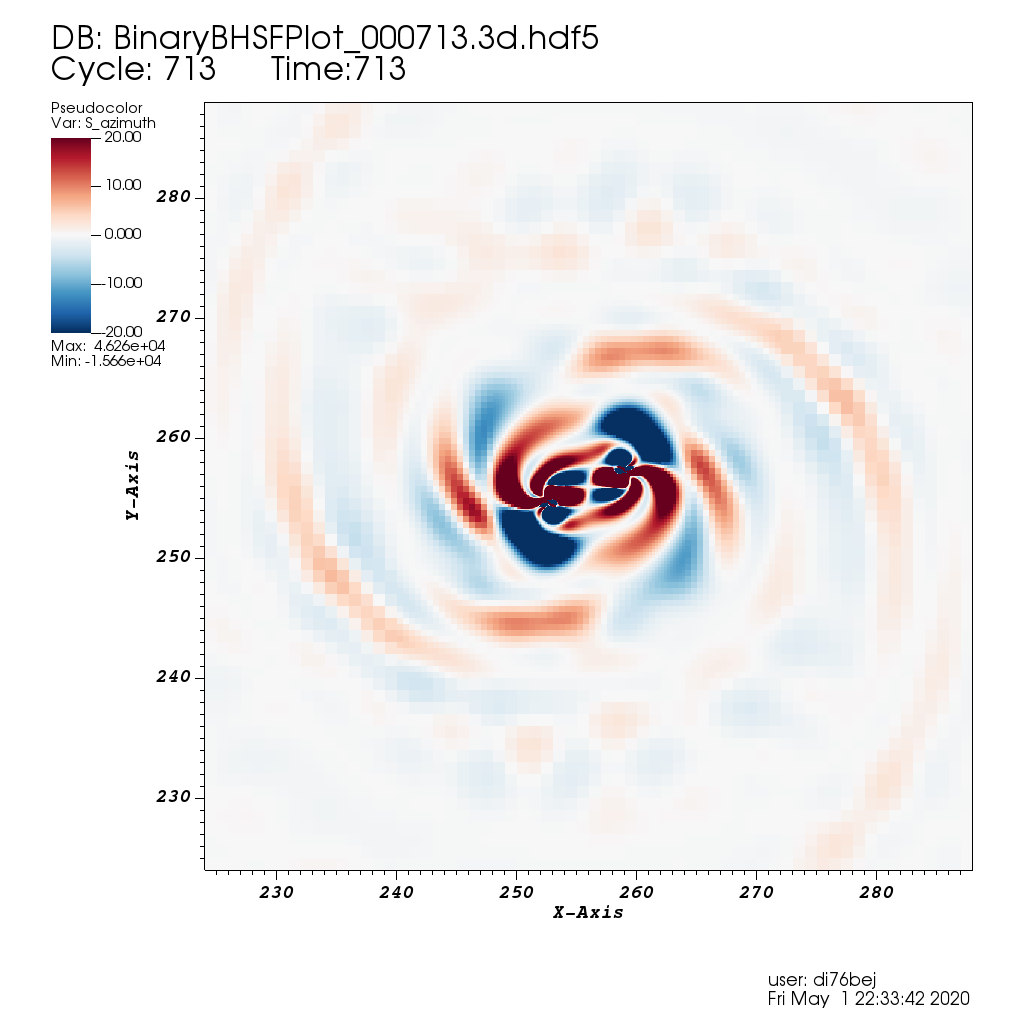 DB: BinaryBHSFPlot_000713.3d.hdf5
Cycle: 713 Time:713
Pseudocolor
Var: S_azimuth
20.00
10.00
0.000
-10.00
-20.00
Max: 4.626e+04
Min: -1.566e+04
280
270
260
250
240
230
Y-Axis
230 240 250 260 270 280
X-Axis
user: di76bej
Fri May 1 22:33:42 2020